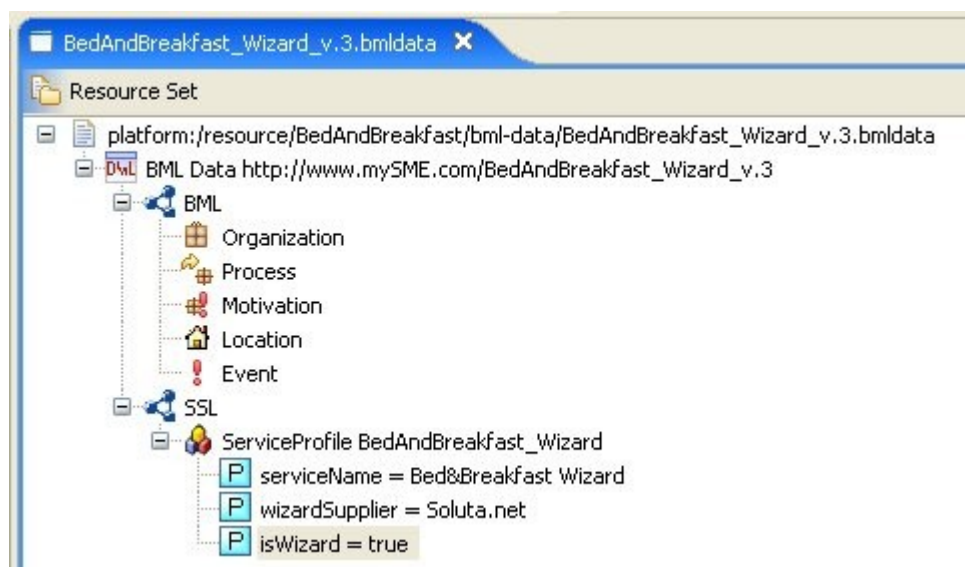 BedAndBreakfast_Wizard_v.3.bmldata
Resource Set
platform:/resource/BedAndBreakfast/bml-data/BedAndBreakfast_Wizard_v.3.bmldata
BML Data http://www.mySME.com/BedAndBreakfast_Wizard_v.3
BML
Organization
Process
Motivation
Location
Event
SSL
ServiceProfile BedAndBreakfast_Wizard
P serviceName = Bed&Breakfast Wizard
P wizardSupplier = Soluta.net
P isWizard = true